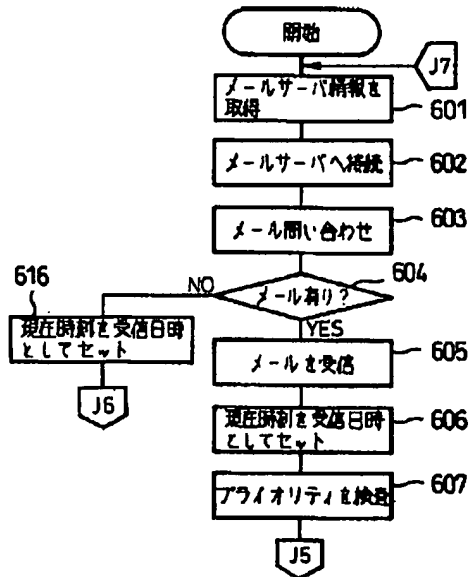 開始
J7
メールサーバ情報を
取得
601
メールサーバへ接続
602
メール問い合わせ
603
メール有り?
604
NO
YES
616
現在時刻を受信日時
としてセット
J6
メールを受信
605
現在時刻を受信日時
としてセット
606
プライオリティを検査
607
J5